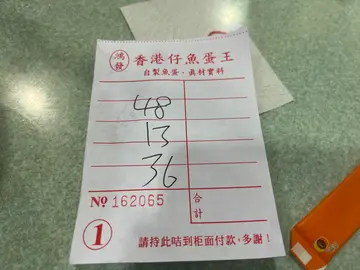 鴻發 香港仔魚蛋王
自製魚蛋·真材實料
48
13
36
No 162065 合計
1 請持此咭到柜面付款，多謝！